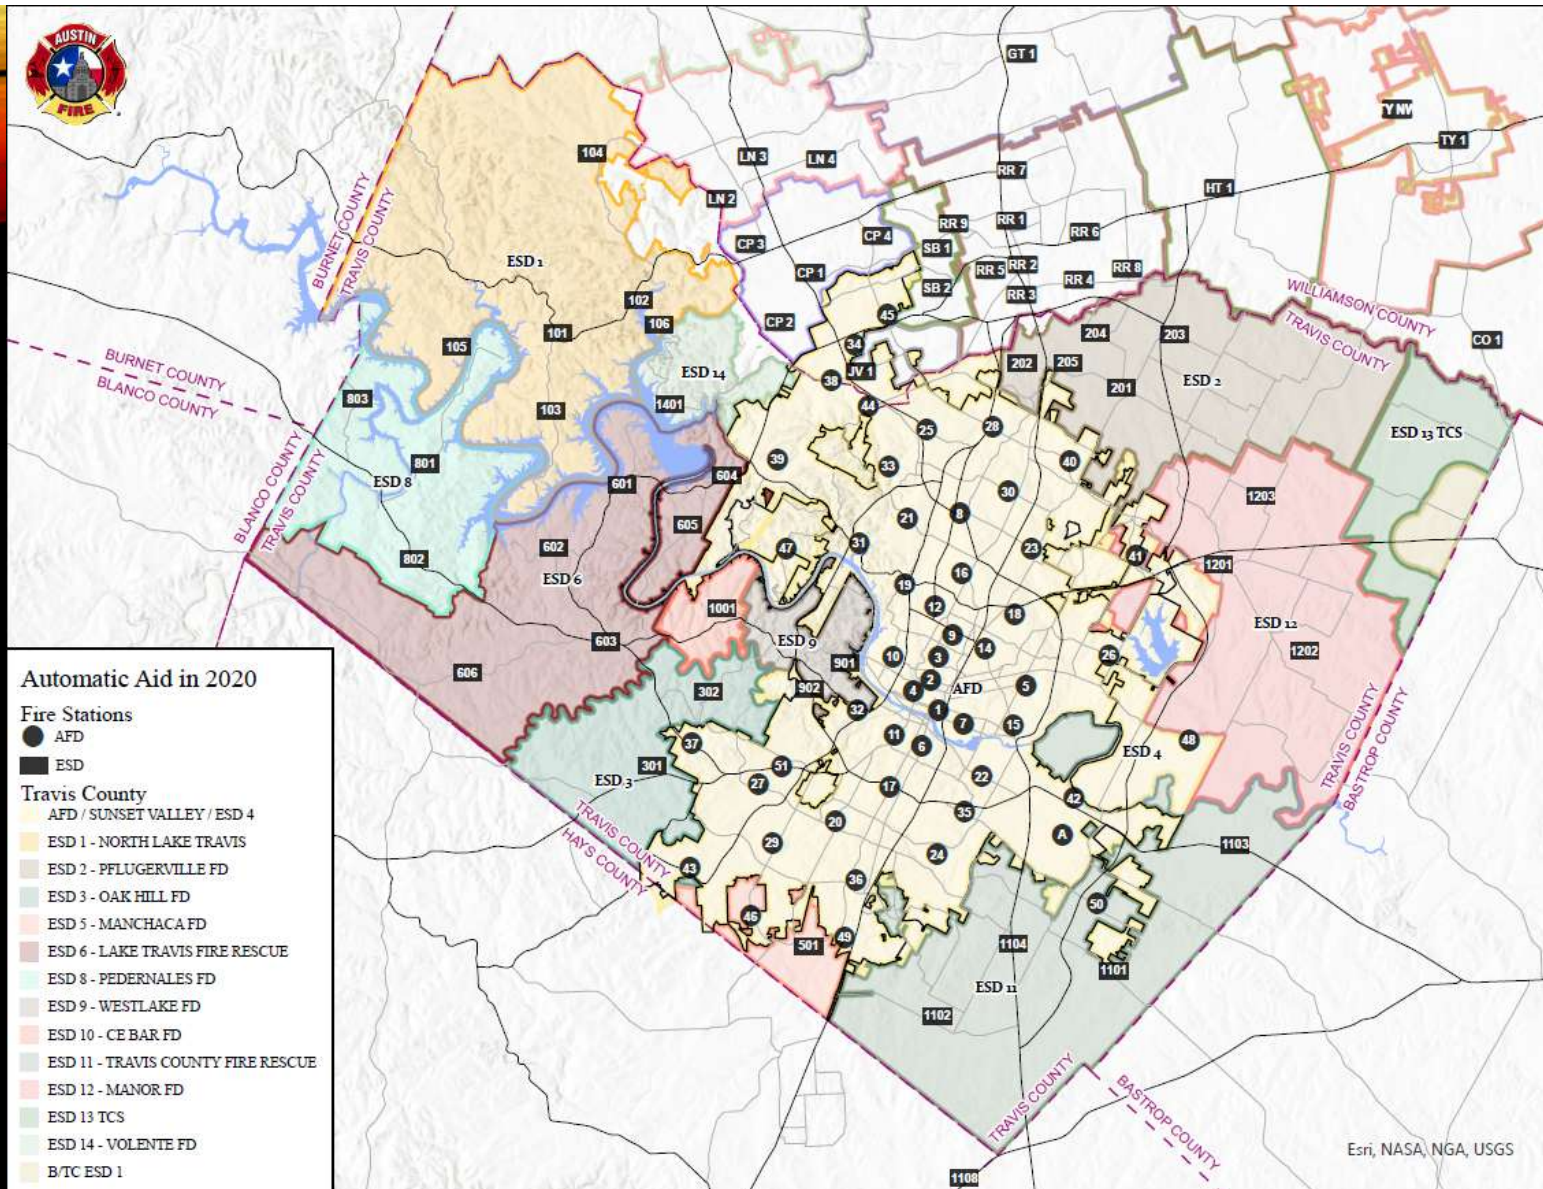 AUSTIN
FIRE
GT 1
TY NW
TY 1
LN 3
LN 4
104
RR 7
HT 1
LN 2
RR 9
RR 1
RR 6
CP 3
CP 4
SB 1
BURNET COUNTY
TRAVIS COUNTY
ESD 1
CP 1
RR 5
RR 2
RR 8
RR 4
SB 2
RR 3
102
WILLIAMSON COUNTY
TRAVIS COUNTY
45
106
CP 2
101
105
34
204
203
CO 1
BURNET COUNTY
BLANCO COUNTY
202
205
JV 1
ESD 14
38
201
ESD 2
803
1401
44
103
25
28
ESD 13 TCS
801
39
33
40
ESD 8
601
604
30
1203
BLANCO COUNTY
TRAVIS COUNTY
605
21
8
602
47
31
23
41
802
1201
ESD 6
16
19
1001
12
18
ESD 12
603
ESD 9
9
14
1202
606
901
10
3
26
302
902
2
AFD
5
4
32
1
7
15
37
11
6
ESD 4
48
301
51
ESD 3
27
17
22
42
TRAVIS COUNTY
BASTROP COUNTY
20
35
A
TRAVIS COUNTY
HAYS COUNTY
29
24
1103
43
36
50
46
501
49
1104
1101
ESD 11
1102
TRAVIS COUNTY
BASTROP COUNTY
1108
Automatic Aid in 2020
Fire Stations
AFD
ESD
Travis County
AFD / SUNSET VALLEY / ESD 4
ESD 1 - NORTH LAKE TRAVIS
ESD 2 - PFLUGERVILLE FD
ESD 3 - OAK HILL FD
ESD 5 - MANCHACA FD
ESD 6 - LAKE TRAVIS FIRE RESCUE
ESD 8 - PEDERNALES FD
ESD 9 - WESTLAKE FD
ESD 10 - CE BAR FD
ESD 11 - TRAVIS COUNTY FIRE RESCUE
ESD 12 - MANOR FD
ESD 13 TCS
ESD 14 - VOLENTE FD
B/TC ESD 1
Esri, NASA, NGA, USGS